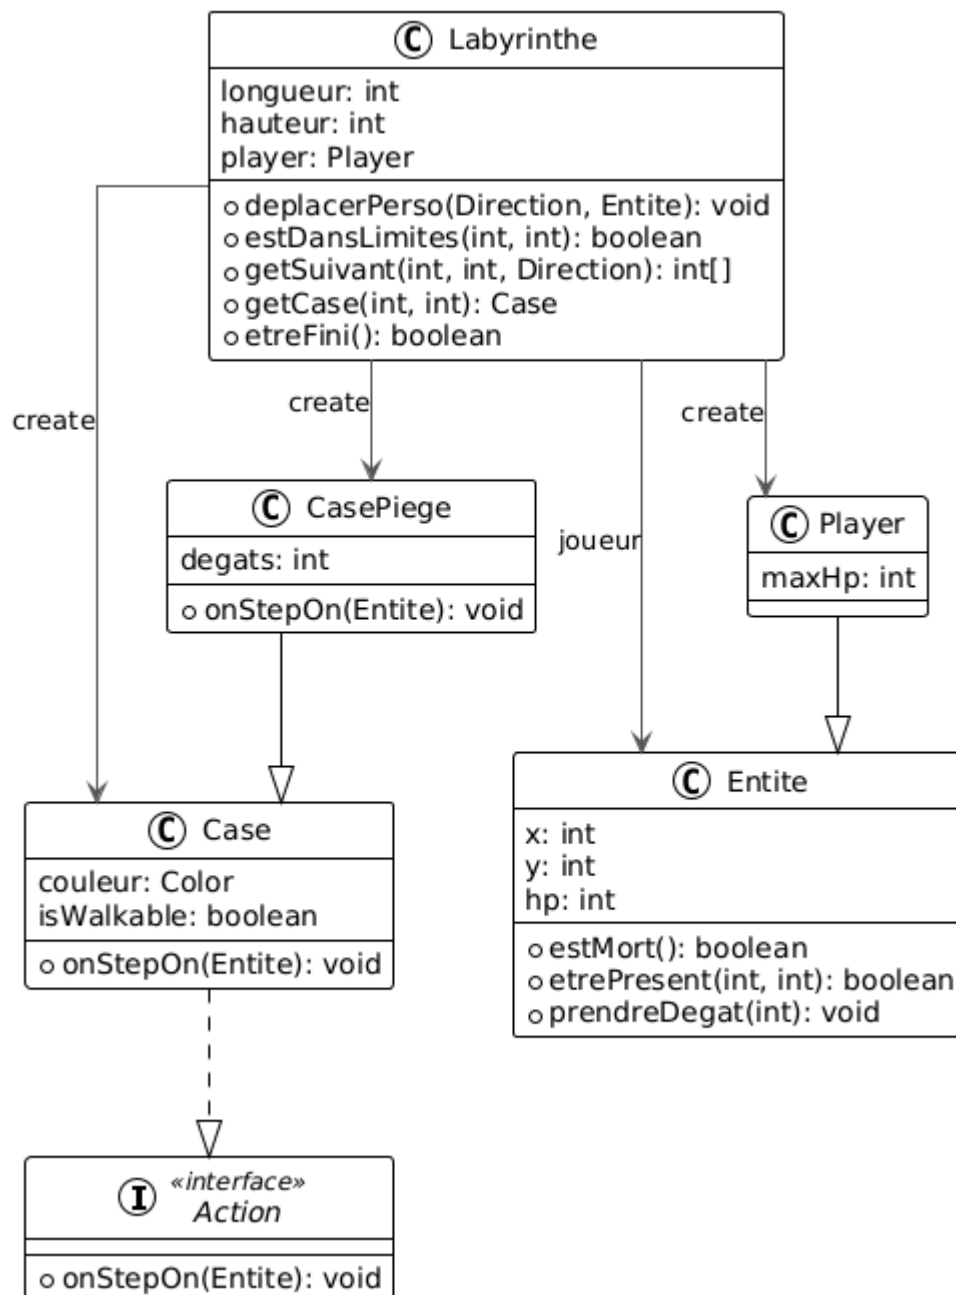 C Labyrinthe
longueur: int
hauteur: int
player: Player
deplacerPerso(Direction, Entite): void
estDansLimites(int, int): boolean
getSuivant(int, int, Direction): int[]
getCase(int, int): Case
etreFini(): boolean
create
create
create
joueur
C CasePiege
degats: int
onStepOn(Entite): void
C Player
maxHp: int
C Case
couleur: Color
isWalkable: boolean
onStepOn(Entite): void
C Entite
x: int
y: int
hp: int
estMort(): boolean
etrePresent(int, int): boolean
prendreDegat(int): void
I «interface»
Action
onStepOn(Entite): void